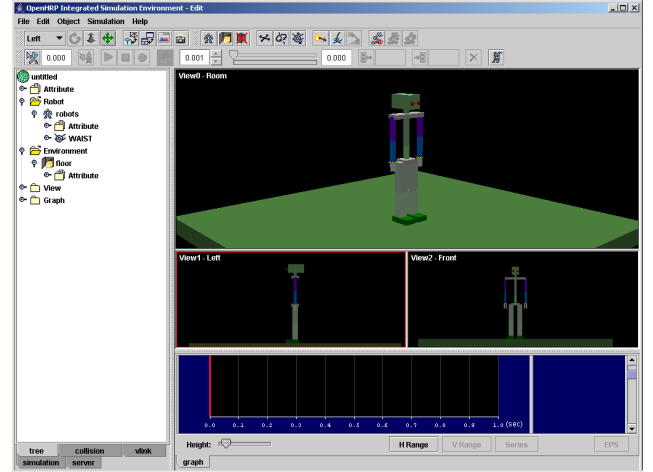 OpenHRP Integrated Simulation Environment - Edit
File Edit Object Simulation Help
Left
0.000 0.001 0.000
untitled
Attribute
Robot
robots
Attribute
WAIST
Environment
floor
Attribute
View
Graph
View0 - Room
View1 - Left
View2 - Front
0.0 0.1 0.2 0.3 0.4 0.5 0.6 0.7 0.8 0.9 1.0 (sec)
Height: H Range V Range Series EPS
graph
tree collision vlink
simulation server